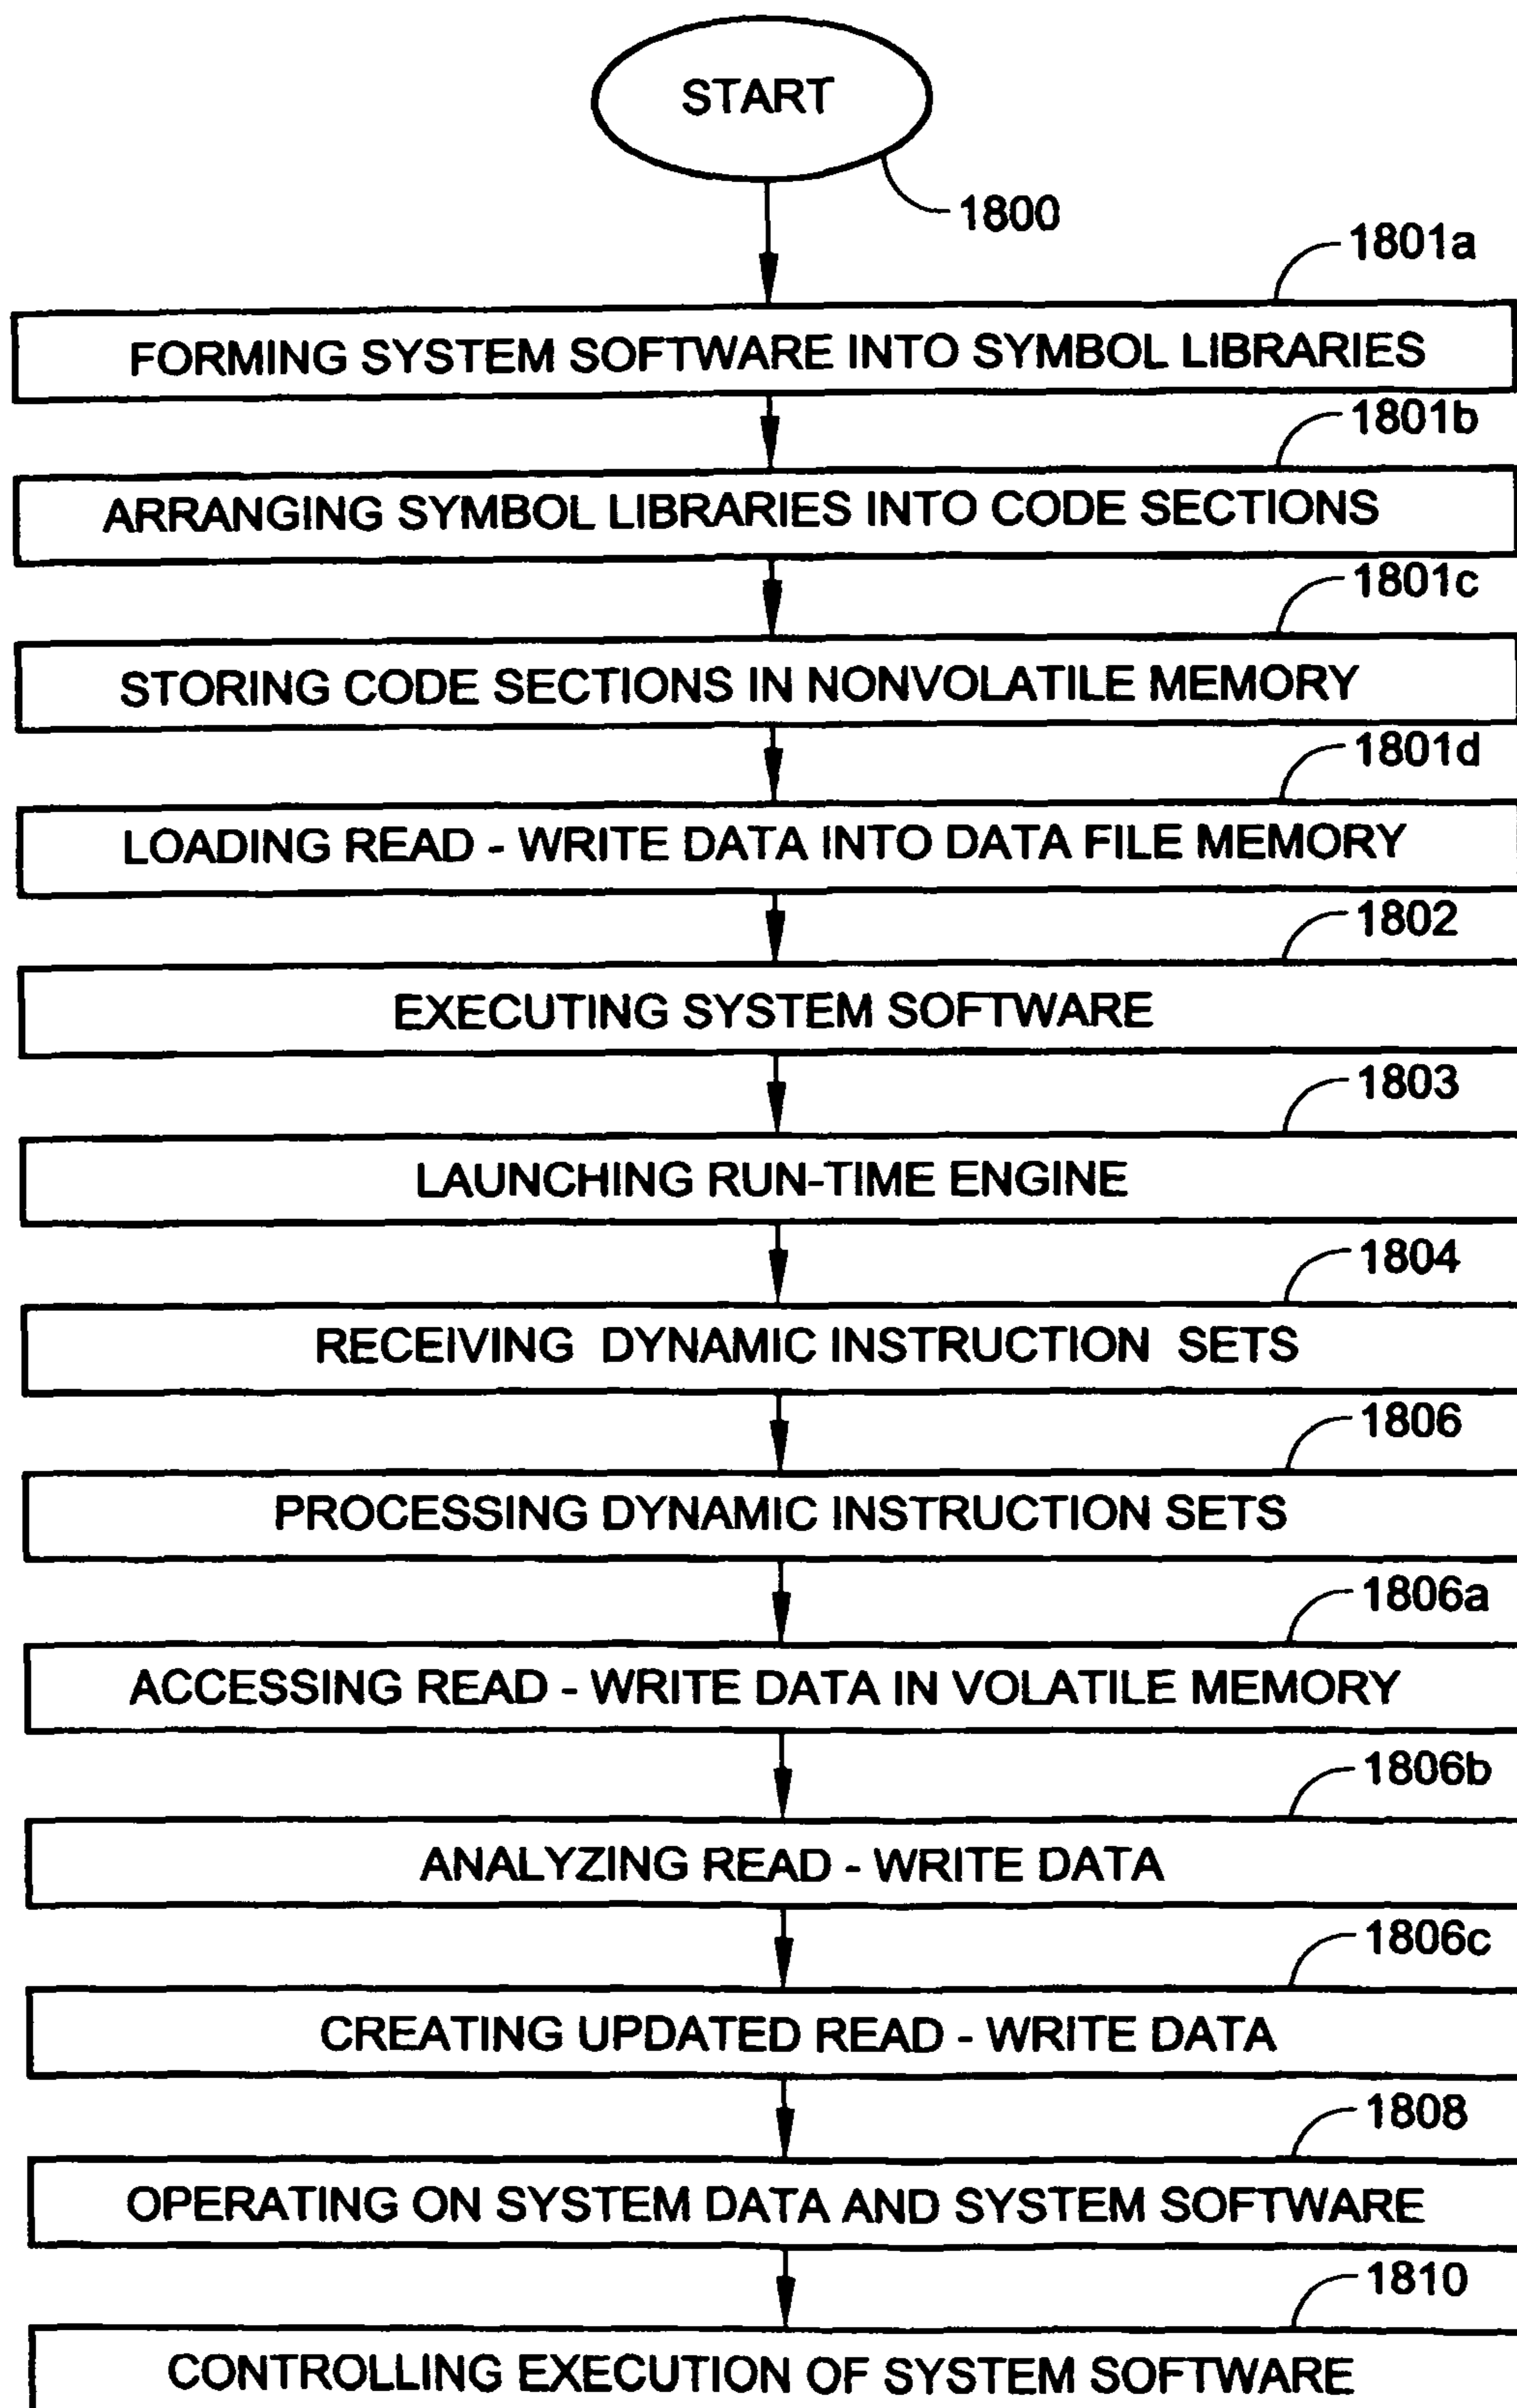 START
1800
1801a
FORMING SYSTEM SOFTWARE INTO SYMBOL LIBRARIES
1801b
ARRANGING SYMBOL LIBRARIES INTO CODE SECTIONS
1801c
STORING CODE SECTIONS IN NONVOLATILE MEMORY
1801d
LOADING READ - WRITE DATA INTO DATA FILE MEMORY
1802
EXECUTING SYSTEM SOFTWARE
1803
LAUNCHING RUN-TIME ENGINE
1804
RECEIVING DYNAMIC INSTRUCTION SETS
1806
PROCESSING DYNAMIC INSTRUCTION SETS
1806a
ACCESSING READ - WRITE DATA IN VOLATILE MEMORY
1806b
ANALYZING READ - WRITE DATA
1806c
CREATING UPDATED READ - WRITE DATA
1808
OPERATING ON SYSTEM DATA AND SYSTEM SOFTWARE
1810
CONTROLLING EXECUTION OF SYSTEM SOFTWARE